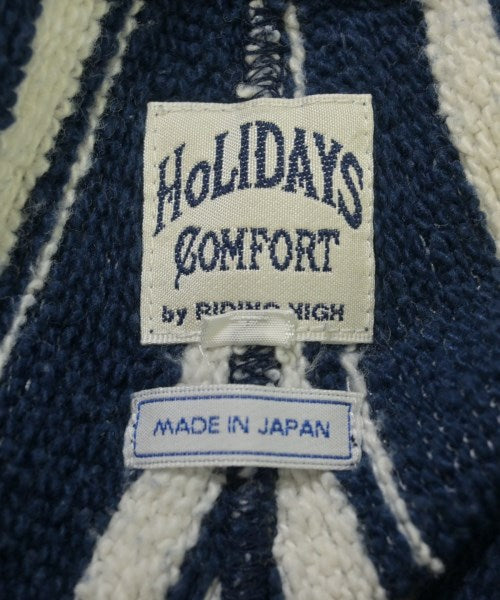 HOLIDAYS
COMFORT
by RIDING HIGH
MADE IN JAPAN